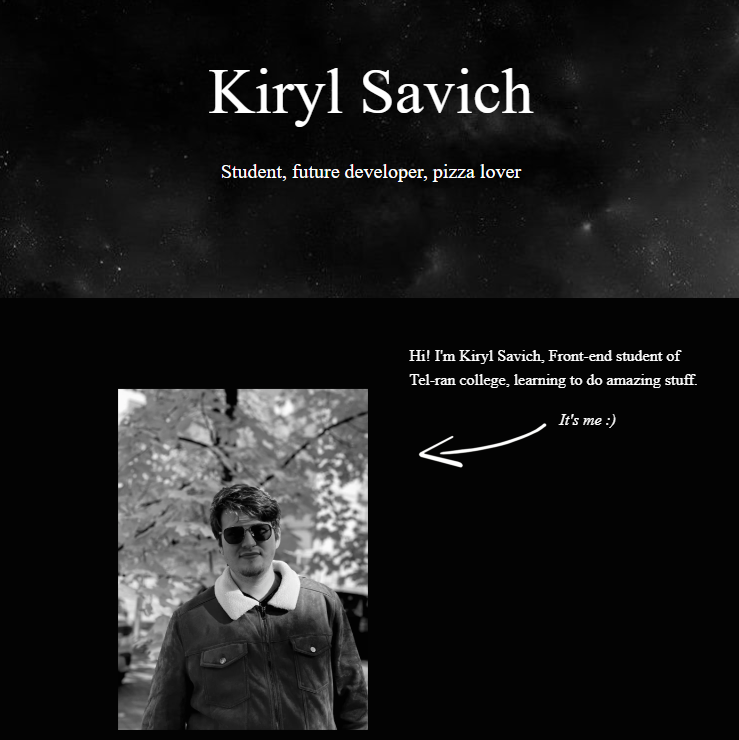 Kiryl Savich
Student, future developer, pizza lover
Hi! I'm Kiryl Savich, Front-end student of
Tel-ran college, learning to do amazing stuff.
It's me :)